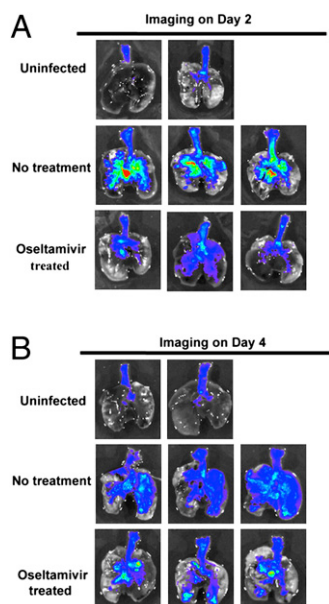 A
Imaging on Day 2
Uninfected
No treatment
Oseltamivir
treated
B
Imaging on Day 4
Uninfected
No treatment
Oseltamivir
treated